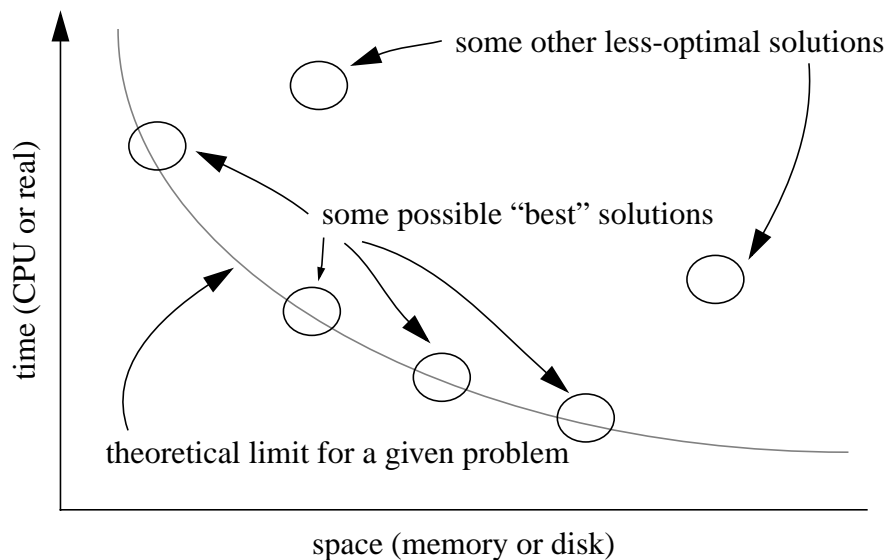 some other less-optimal solutions
time (CPU or real)
some possible “best” solutions
theoretical limit for a given problem
space (memory or disk)